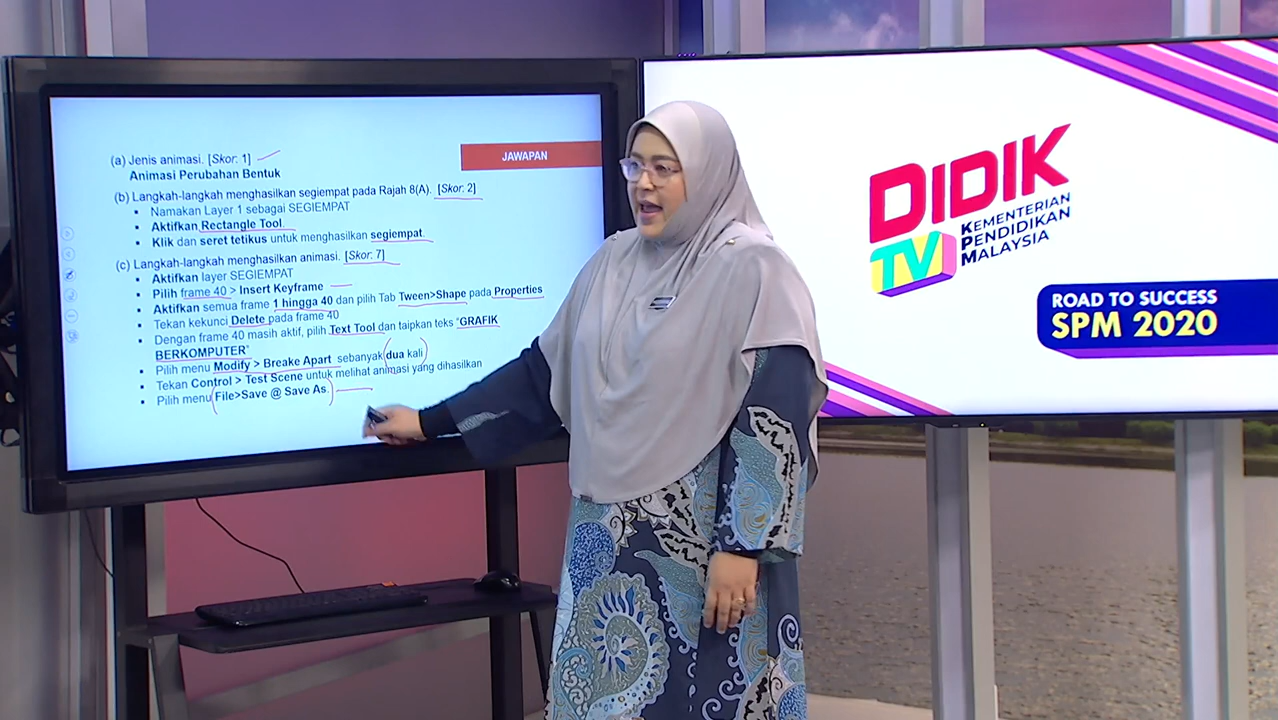 (a) Jenis animasi. [Skor: 1]
Animasi Perubahan Bentuk
JAWAPAN
(b) Langkah-langkah menghasilkan segiempat pada Rajah 8(A). [Skor: 2]
▪ Namakan Layer 1 sebagai SEGIEMPAT
▪ Aktifkan Rectangle Tool
▪ Klik dan seret tetikus untuk menghasilkan segiempat.
(c) Langkah-langkah menghasilkan animasi. [Skor: 7]
▪ Aktifkan layer SEGIEMPAT
▪ Pilih frame 40 > Insert Keyframe
▪ Aktifkan semua frame 1 hingga 40 dan pilih Tab Tween>Shape pada Properties
▪ Tekan kekunci Delete pada frame 40
▪ Dengan frame 40 masih aktif, pilih Text Tool dan taipkan teks "GRAFIK
BERKOMPUTER"
▪ Pilih menu Modify > Breake Apart sebanyak (dua kali)
▪ Tekan Control > Test Scene untuk melihat animasi yang dihasilkan
▪ Pilih menu (File>Save @ Save As.)
DIDIK
TV
KEMENTERIAN
PENDIDIKAN
MALAYSIA
ROAD TO SUCCESS
SPM 2020